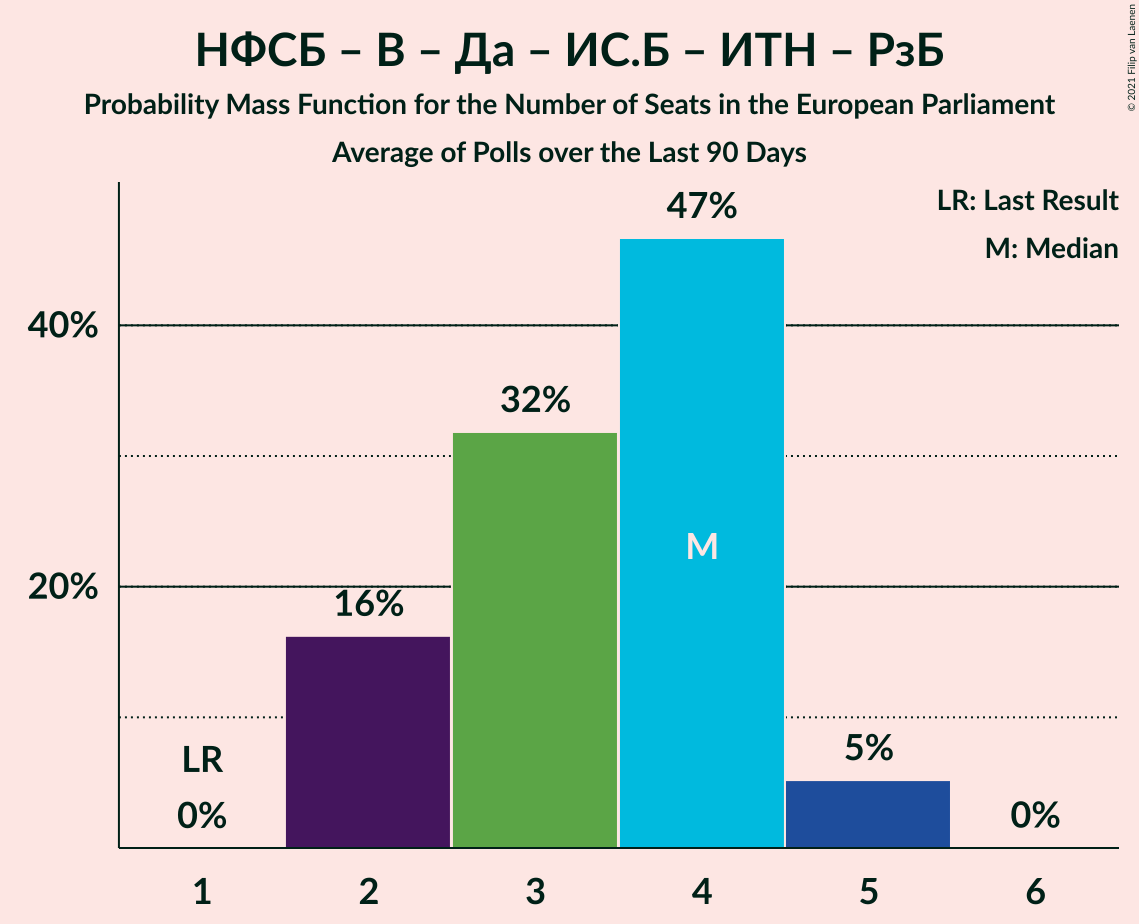 НФСБ – В – Да – ИС.Б – ИТН – РзБ
Probability Mass Function for the Number of Seats in the European Parliament
Average of Polls over the Last 90 Days
© 2021 Filip van Laenen
LR: Last Result
M: Median
47%
40%
32%
M
20%
16%
5%
LR
0%
0%
1 2 3 4 5 6